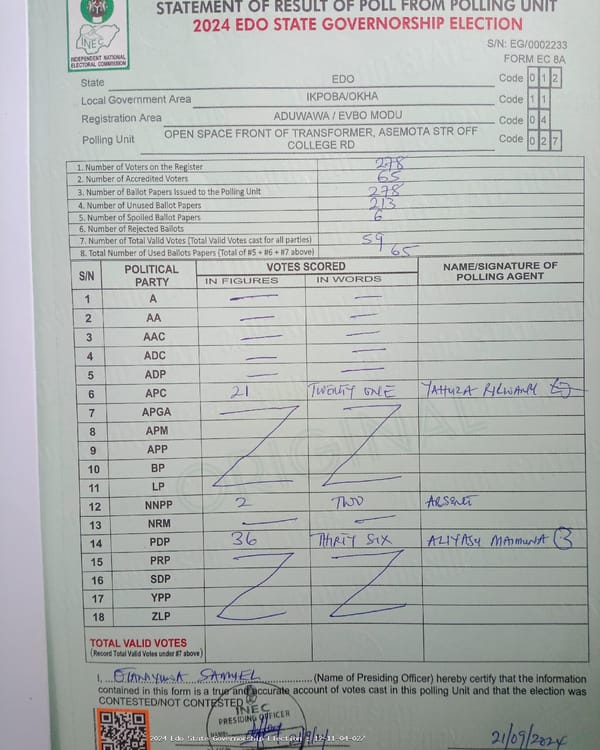 STATEMENT OF RESULT OF POLL FROM POLLING UNIT
2024 EDO STATE GOVERNORSHIP ELECTION
INEC
INDEPENDENT NATIONAL
ELECTORAL COMMISSION
S/N: EG/0002233
FORM EC 8A
State EDO Code 0 1 2
Local Government Area IKPOBA/OKHA Code 1 1
Registration Area ADUWAWA / EVBO MODU Code 0 4
Polling Unit OPEN SPACE FRONT OF TRANSFORMER, ASEMOTA STR OFF COLLEGE RD Code 0 2 7
1. Number of Voters on the Register 278
2. Number of Accredited Voters 65
3. Number of Ballot Papers Issued to the Polling Unit 278
4. Number of Unused Ballot Papers 213
5. Number of Spoiled Ballot Papers 6
6. Number of Rejected Ballots
7. Number of Total Valid Votes (Total Valid Votes cast for all parties) 59
8. Total Number of Used Ballots Papers (Total of #5 + #6 + #7 above) 65
S/N POLITICAL PARTY VOTES SCORED NAME/SIGNATURE OF POLLING AGENT
IN FIGURES IN WORDS
1 A — —
2 AA — —
3 AAC — —
4 ADC — —
5 ADP — —
6 APC 21 TWENTY ONE YAHUZA RILWANU
7 APGA
8 APM
9 APP
10 BP
11 LP
12 NNPP 2 TWO ABSENT
13 NRM — —
14 PDP 36 THIRTY SIX ALIYASU MAIMUNA
15 PRP
16 SDP
17 YPP
18 ZLP
ORIGINAL
TOTAL VALID VOTES
(Record Total Valid Votes under #7 above)
I, SAMUEL (Name of Presiding Officer) hereby certify that the information
contained in this form is a true and accurate account of votes cast in this polling Unit and that the election was
CONTESTED/NOT CONTESTED
INEC
PRESIDING OFFICER
NAME
2024 Edo State Governorship Election
21/09/2024